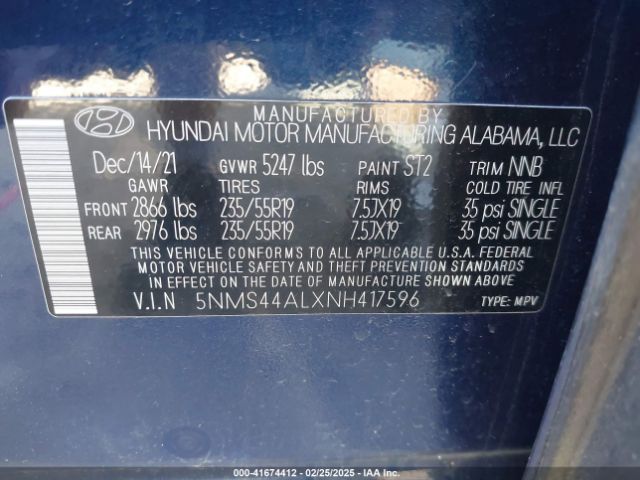 MANUFACTURED BY
HYUNDAI MOTOR MANUFACTURING ALABAMA, LLC
Dec/14/21 GVWR 5247 lbs PAINT ST2 TRIM NNB
GAWR TIRES RIMS COLD TIRE INFL
FRONT 2866 lbs 235/55R19 7.5JX19 35 psi SINGLE
REAR 2976 lbs 235/55R19 7.5JX19 35 psi SINGLE
THIS VEHICLE CONFORMS TO ALL APPLICABLE U.S.A. FEDERAL
MOTOR VEHICLE SAFETY AND THEFT PREVENTION STANDARDS
IN EFFECT ON THE DATE OF MANUFACTURE SHOWN ABOVE
V.I.N 5NMS44ALXNH417596 TYPE: MPV
000-41674412 - 02/25/2025 - IAA Inc.